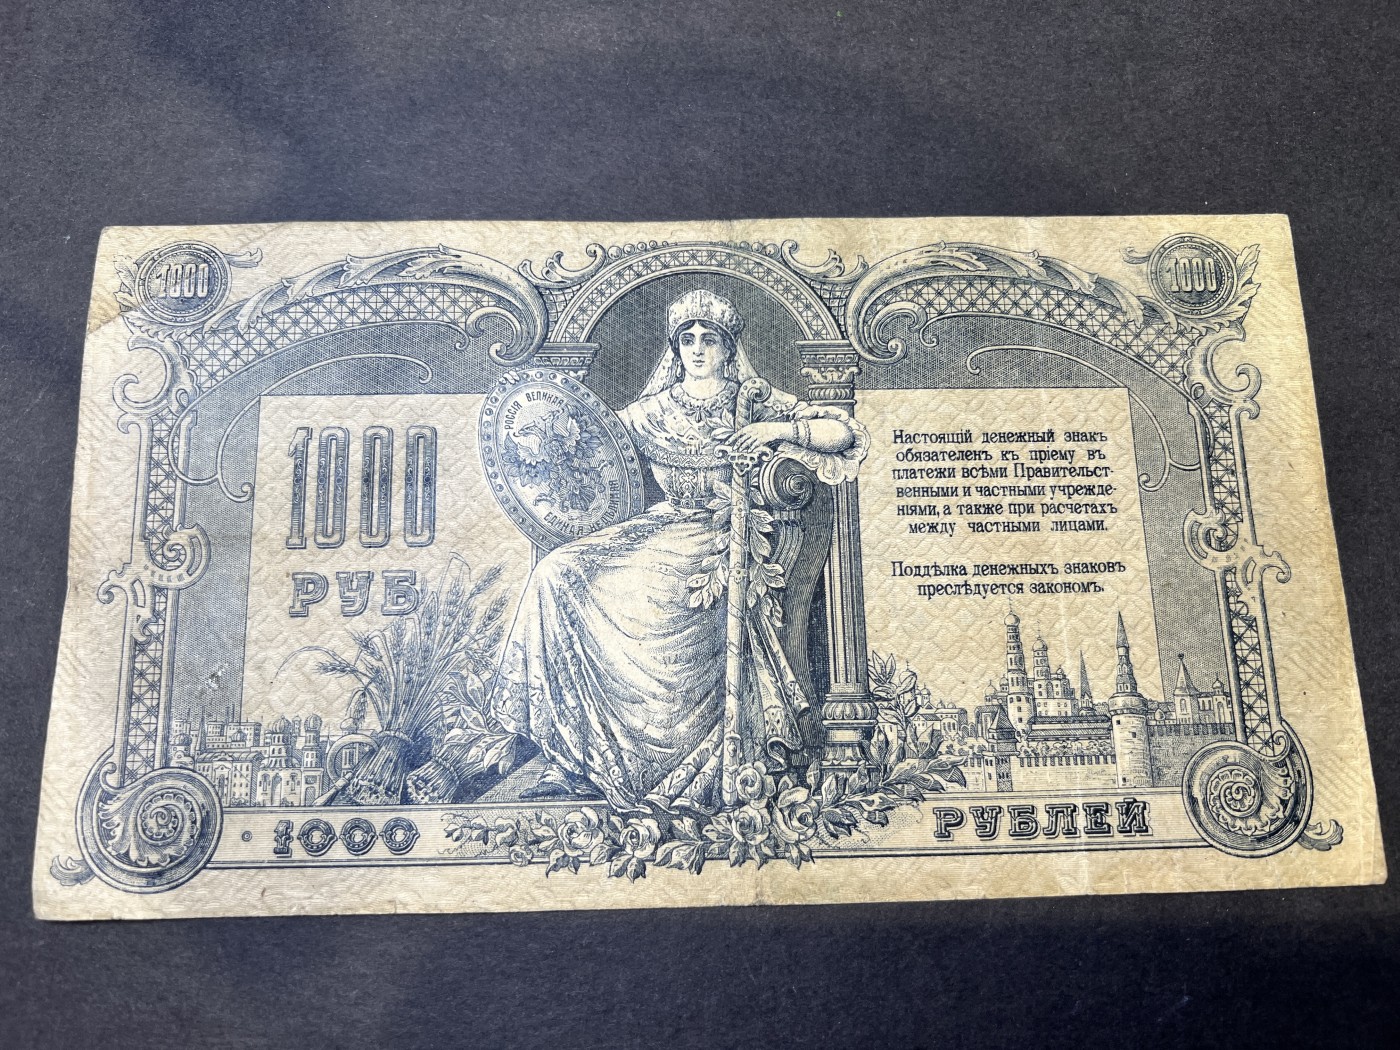 1000
1000
РОССІЯ ВЕЛИКАЯ
ЕДИНАЯ НЕДѢЛИМАЯ
1000
РУБ
Настоящій денежный знакъ
обязателенъ къ пріему въ
платежи всѣми Правительст-
венными и частными учрежде-
ніями, а также при расчетахъ
между частными лицами.
Поддѣлка денежныхъ знаковъ
преслѣдуется закономъ.
1000
РУБЛЕЙ